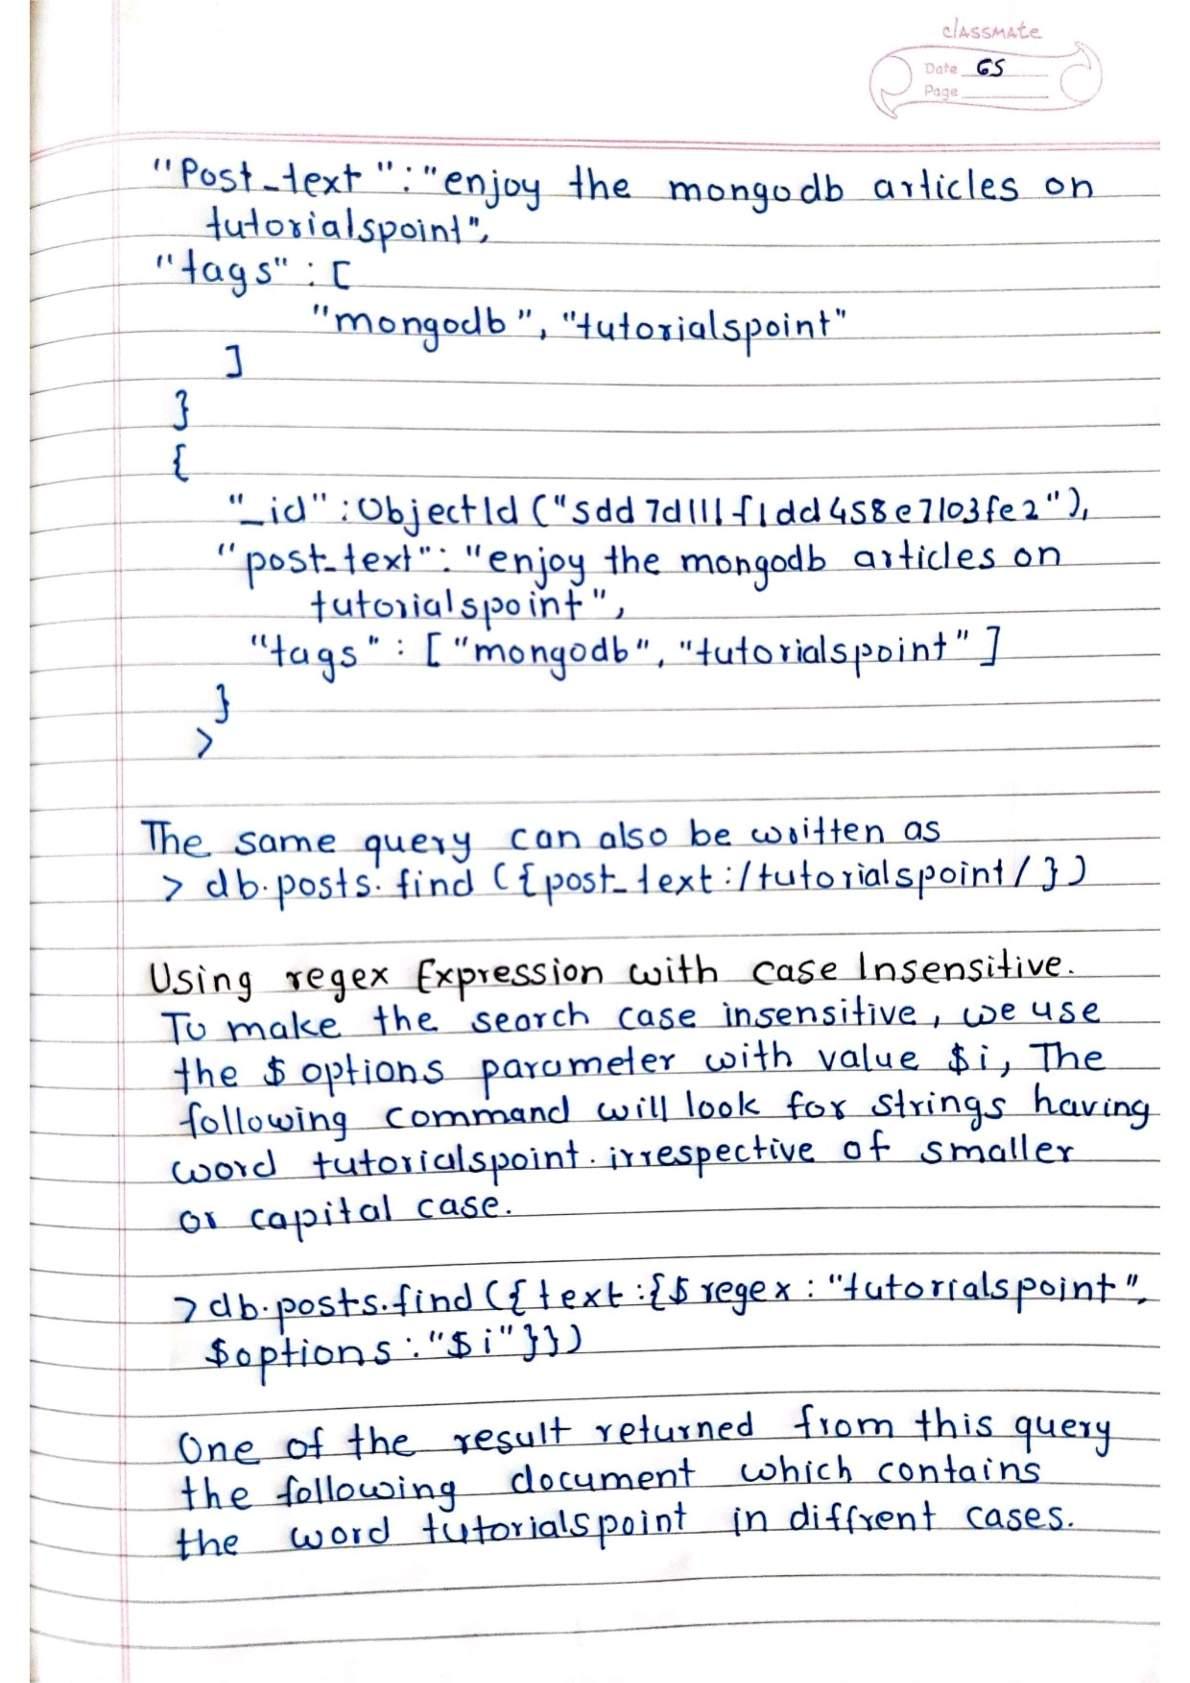 classmate
Date 65
Page
"Post_text":"enjoy the mongodb articles on
tutorialspoint",
"tags" : [
"mongodb", "tutorialspoint"
]
}
{
"_id" : ObjectId ("5dd7d111f1dd458e7103fe2"),
"post_text": "enjoy the mongodb articles on
tutorialspoint",
"tags" : ["mongodb", "tutorialspoint"]
}
>
The same query can also be written as
> db.posts.find ({post_text:/tutorialspoint/})
Using regex Expression with case Insensitive.
To make the search case insensitive, we use
the $options parameter with value $i, The
following command will look for strings having
word tutorialspoint. irrespective of smaller
or capital case.
>db.posts.find ({text:{$regex : "tutorialspoint",
$options : "$i"}})
One of the result returned from this query
the following document which contains
the word tutorialspoint in diffrent cases.